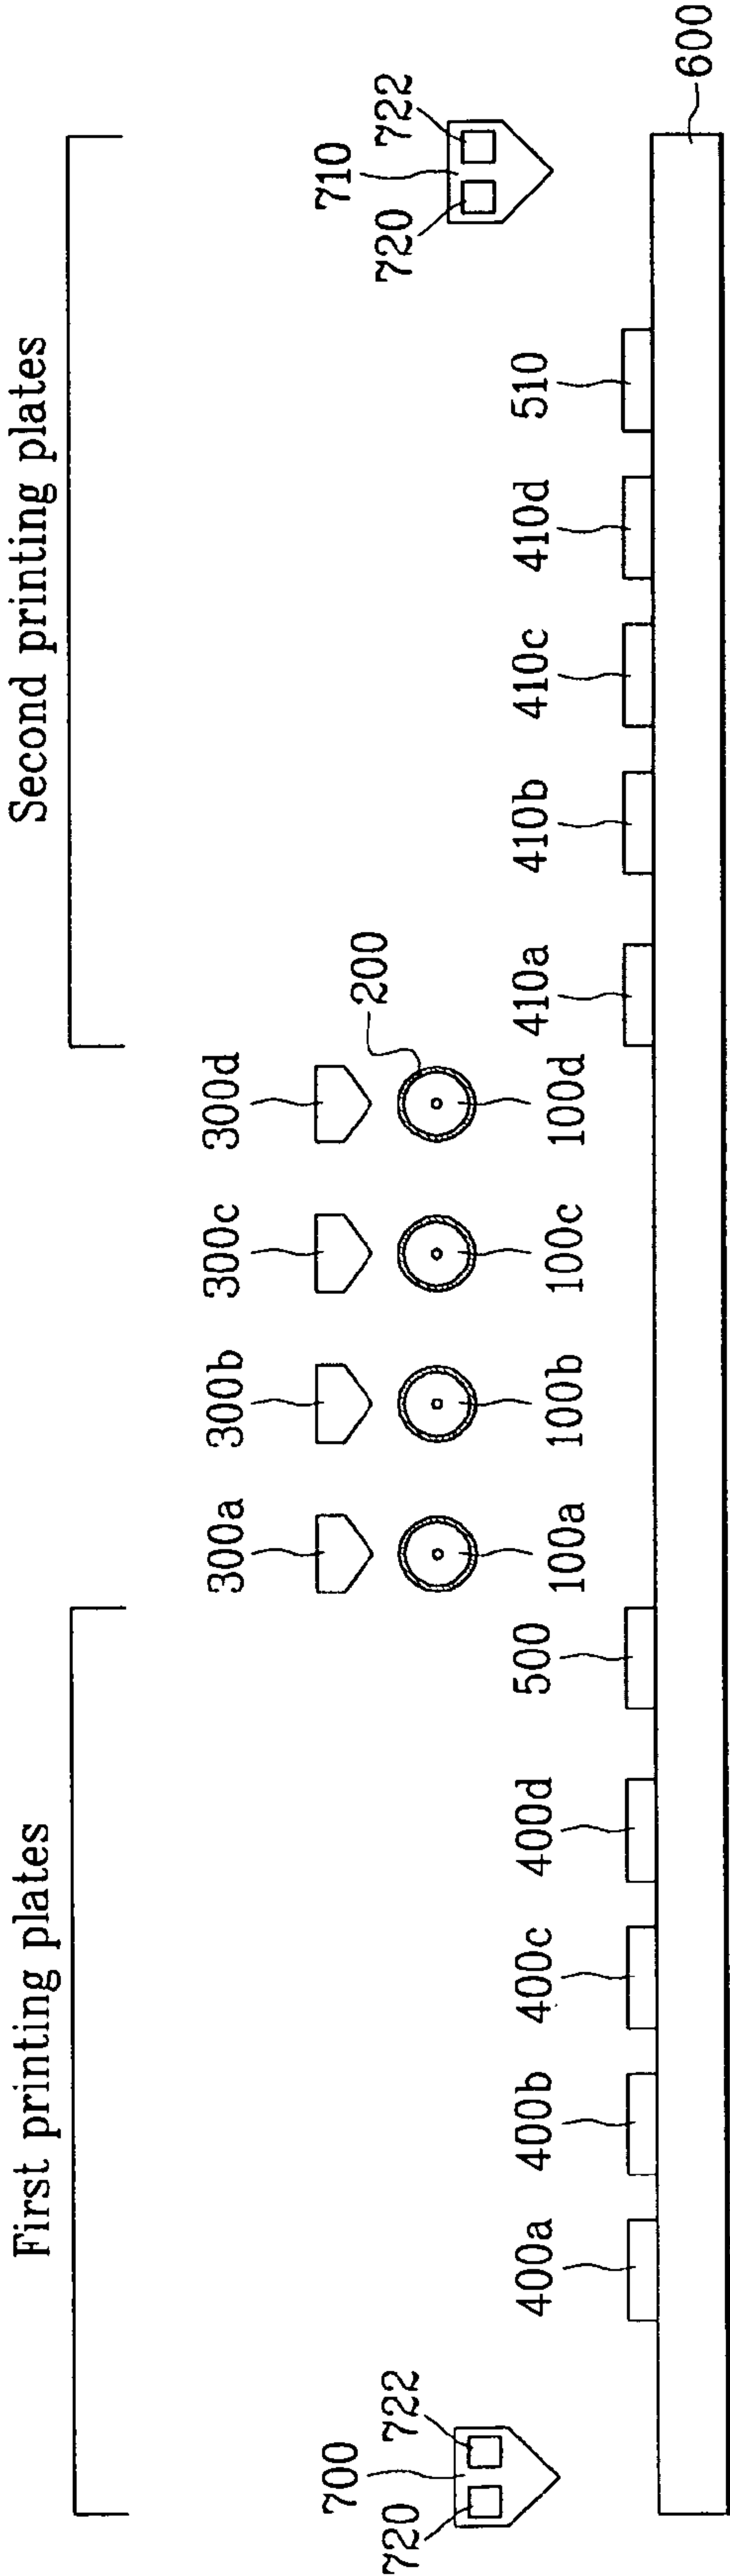 First printing plates
Second printing plates
300a
300b
300c
300d
200
100a
100b
100c
100d
700
720
722
710
720
722
400a
400b
400c
400d
500
410a
410b
410c
410d
510
600